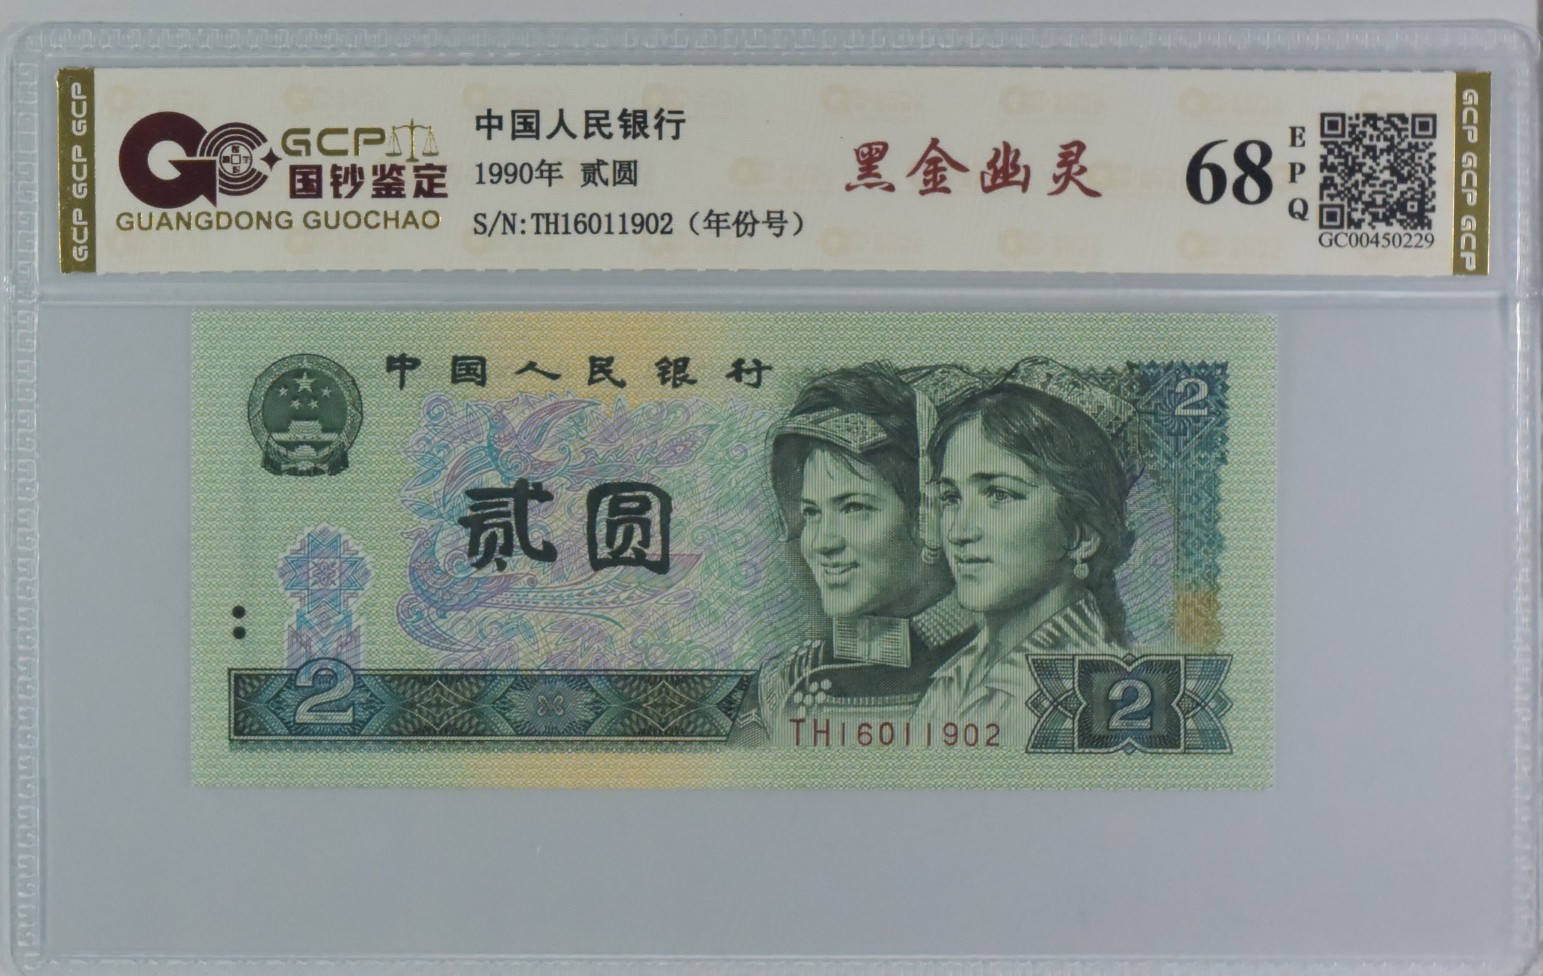 GCP GCP GCP
GCP
国钞鉴定
GUANGDONG GUOCHAO
中国人民银行
1990年 贰圆
S/N:TH16011902（年份号）
黑金幽灵
68
EPQ
GC00450229
GCP GCP GCP
中国人民银行
2
贰圆
2
2
TH16011902